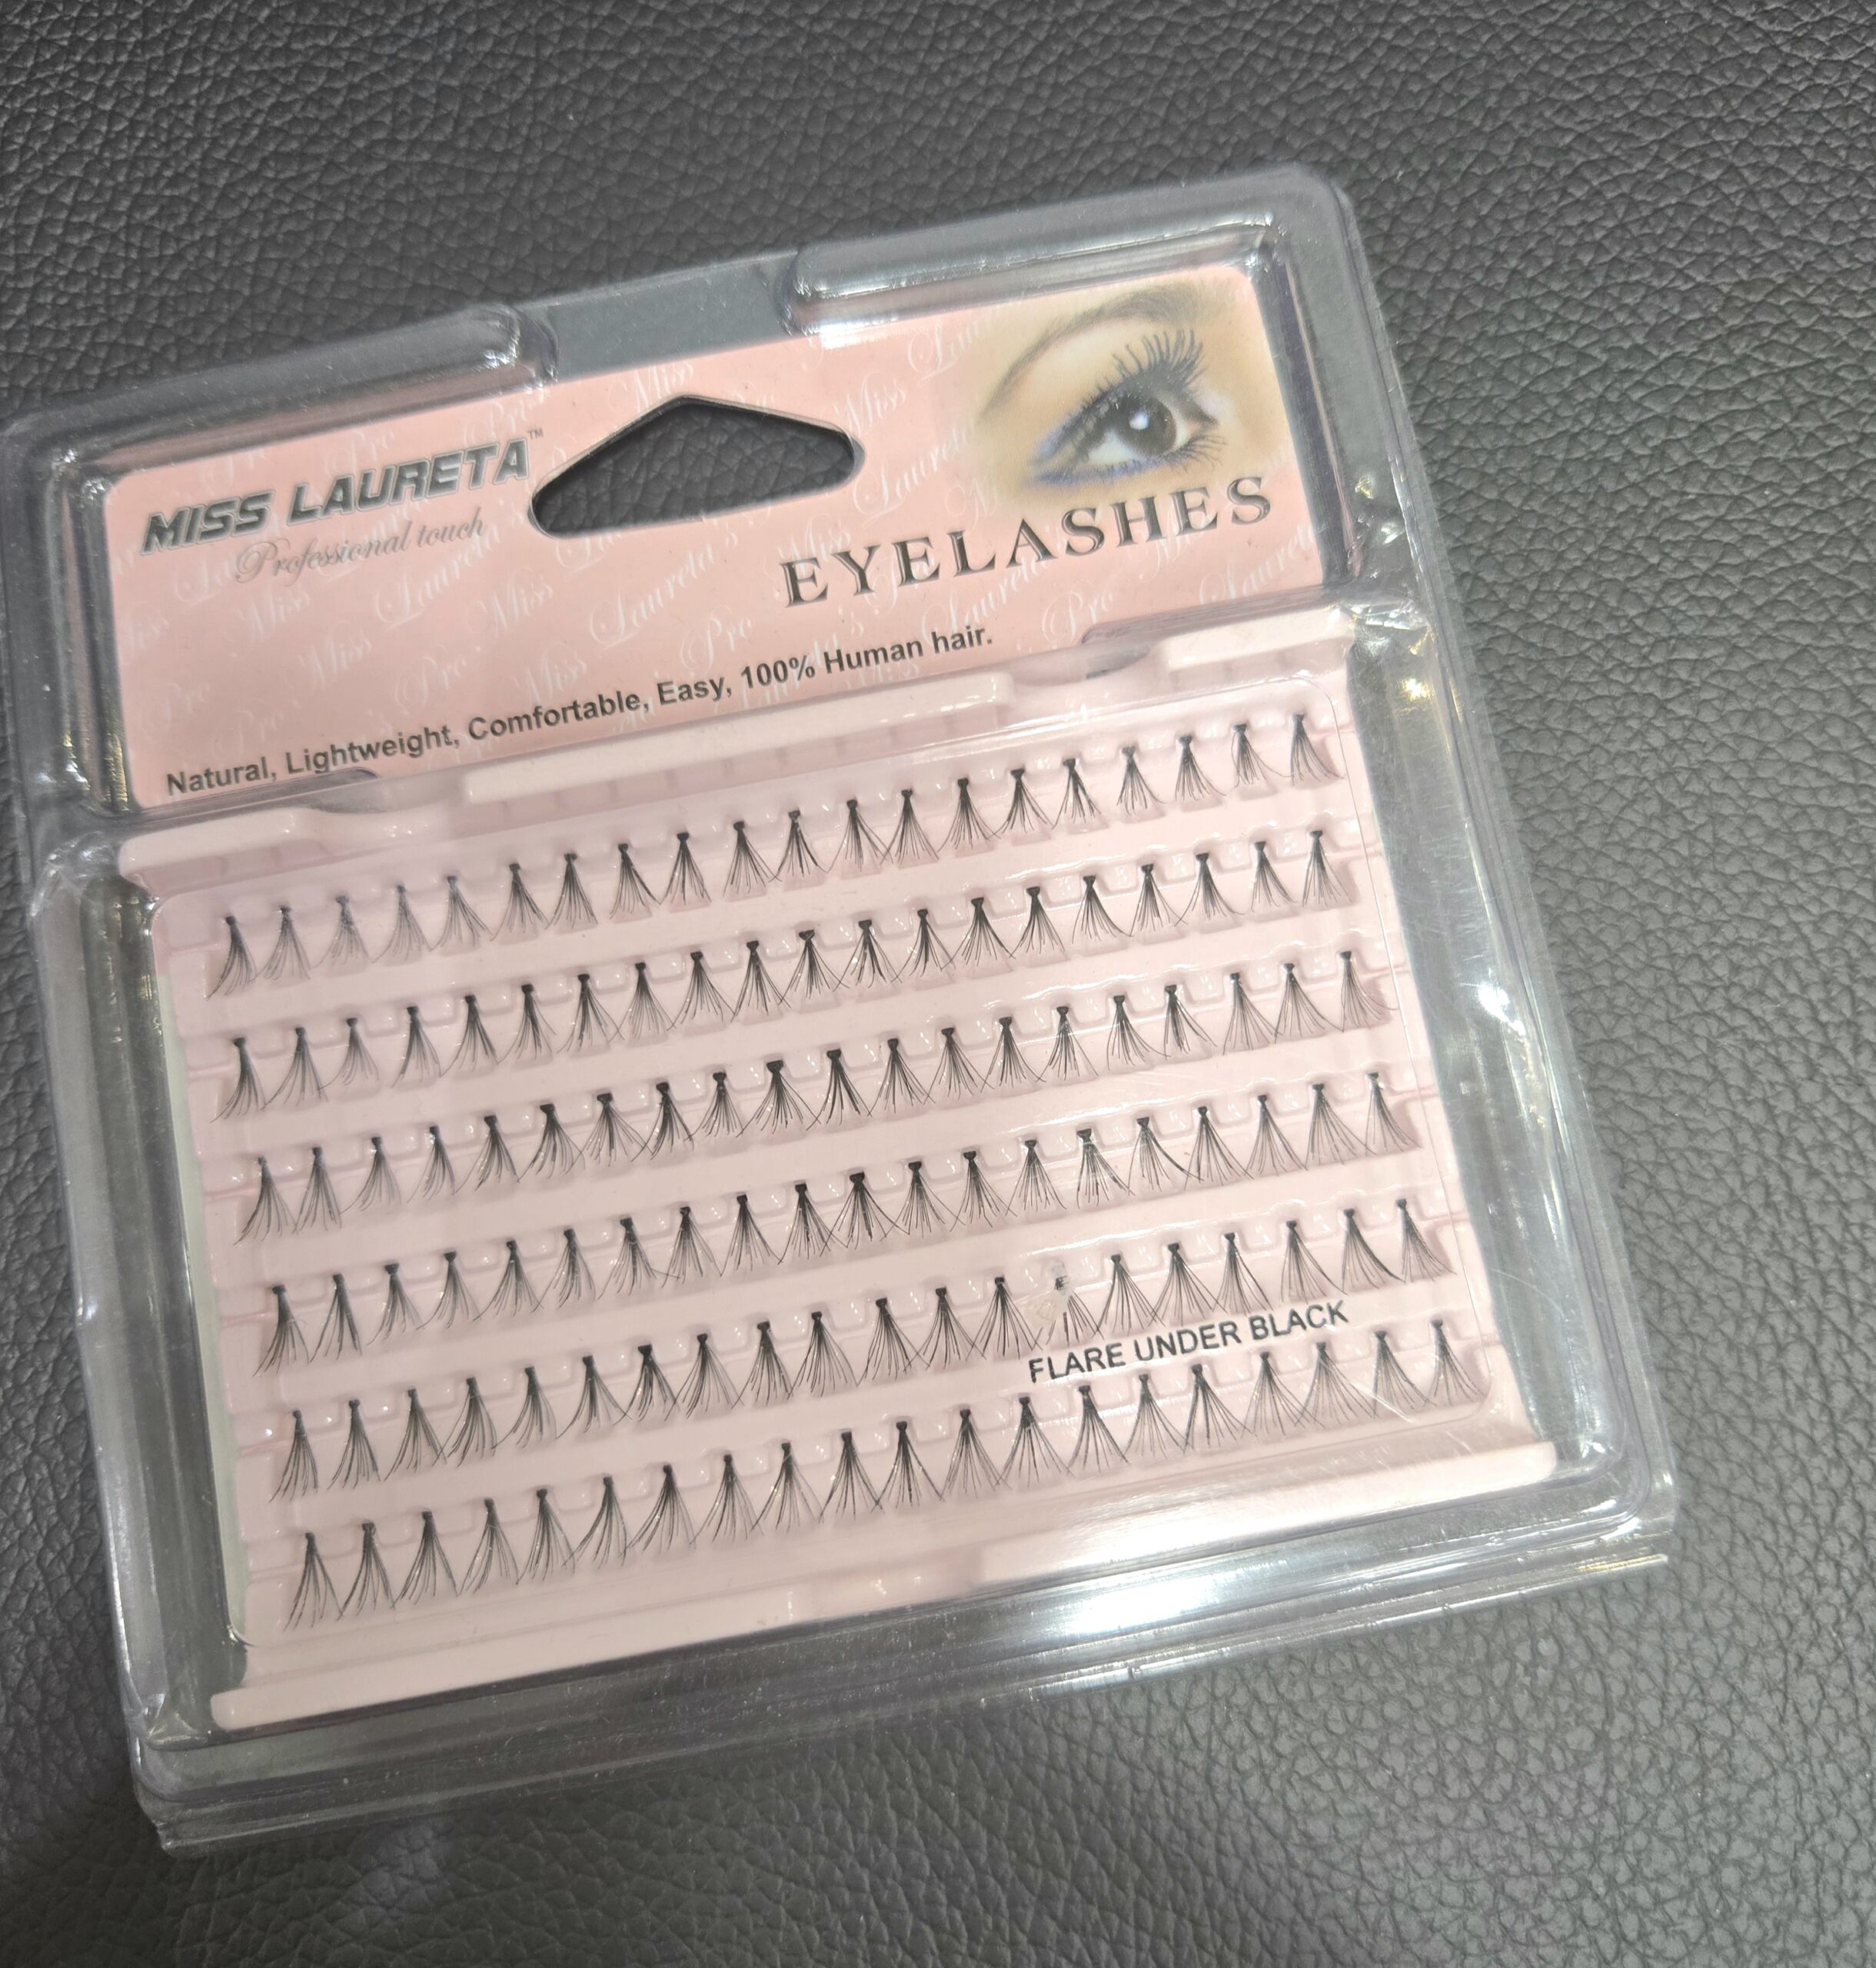 MISS LAURETA™
Professional touch
EYELASHES
Natural, Lightweight, Comfortable, Easy, 100% Human hair.
FLARE UNDER BLACK